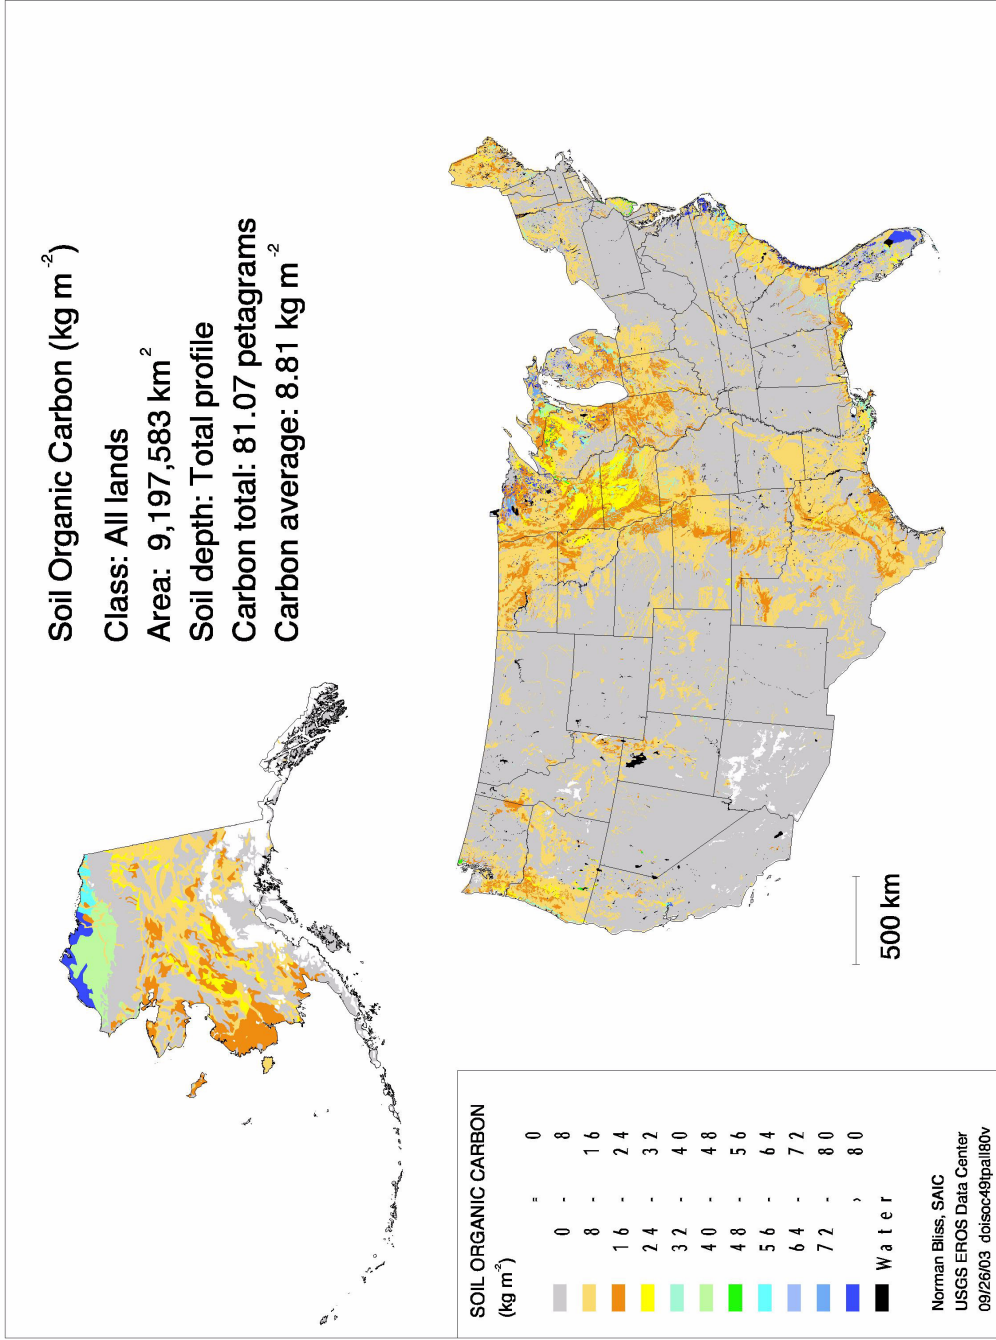 Soil Organic Carbon (kg m⁻²)
Class: All lands
Area: 9,197,583 km²
Soil depth: Total profile
Carbon total: 81.07 petagrams
Carbon average: 8.81 kg m⁻²
500 km
SOIL ORGANIC CARBON
(kg m⁻²)
= 0
0 - 8
8 - 16
16 - 24
24 - 32
32 - 40
40 - 48
48 - 56
56 - 64
64 - 72
72 - 80
> 80
Water
Norman Bliss, SAIC
USGS EROS Data Center
09/26/03 doisoc49tpall80v